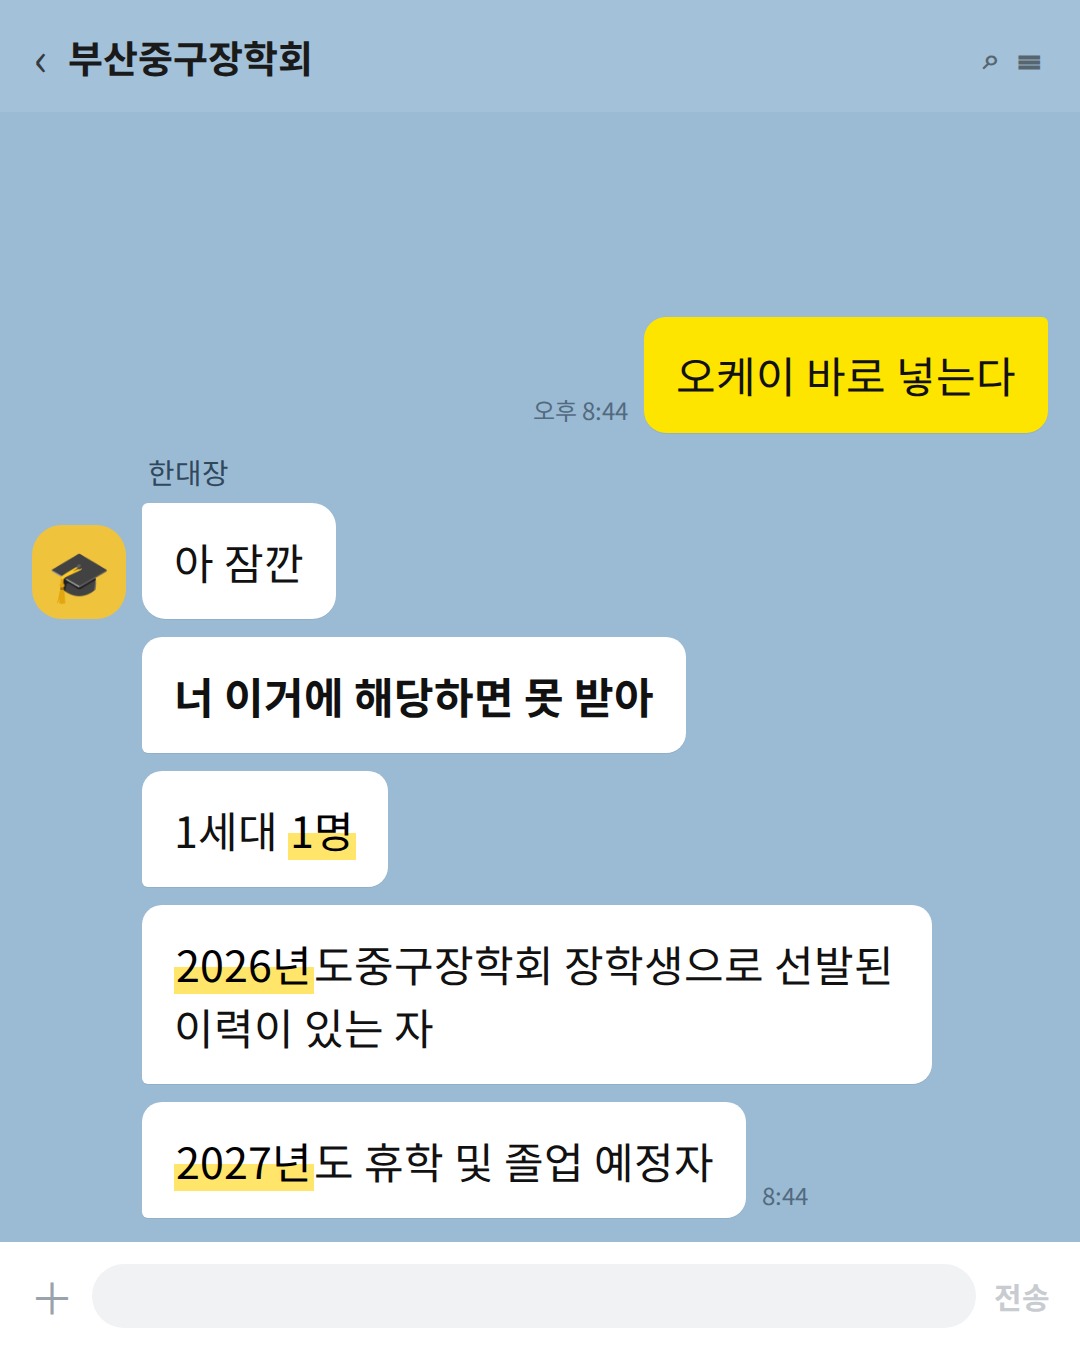 부산중구장학회
오케이 바로 넣는다
오후 8:44
한대장
아 잠깐
너 이거에 해당하면 못 받아
1세대 1명
2026년도중구장학회 장학생으로 선발된
이력이 있는 자
2027년도 휴학 및 졸업 예정자
8:44
전송